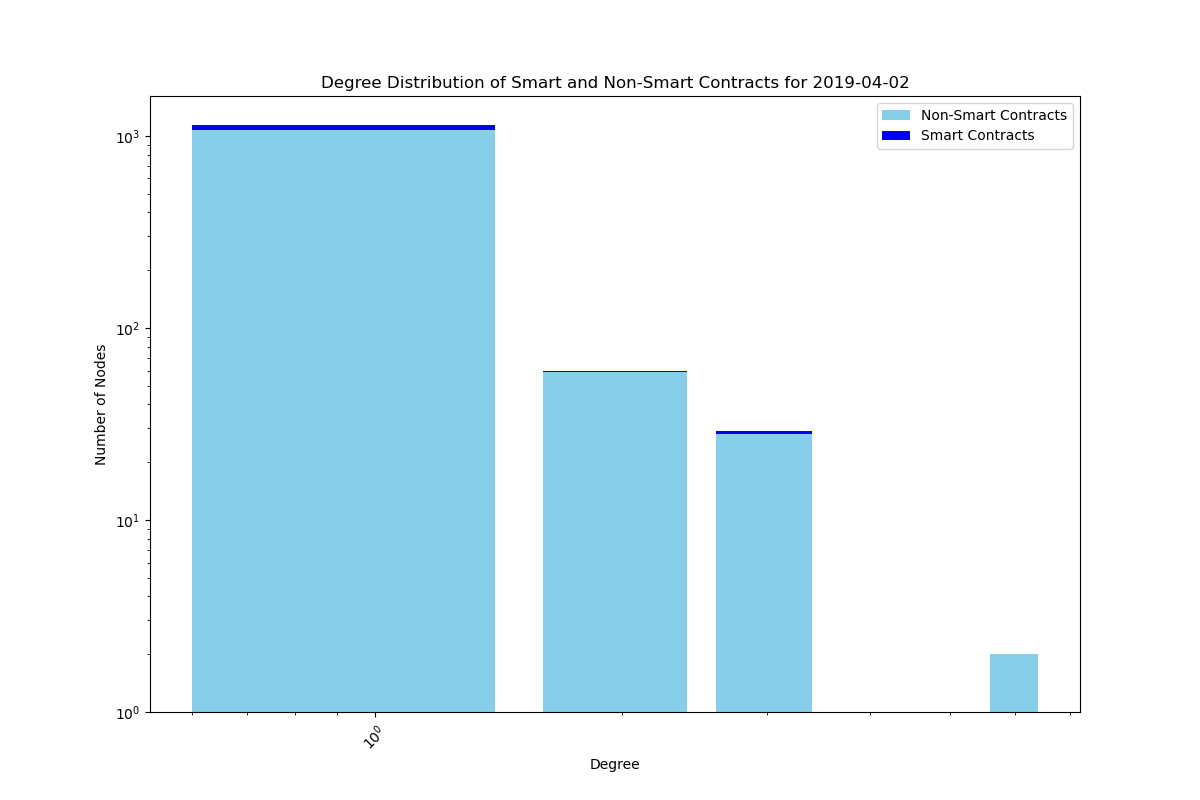 Degree Distribution of Smart and Non-Smart Contracts for 2019-04-02
Non-Smart Contracts
Smart Contracts
Number of Nodes
10³
10²
10¹
10⁰
10⁰
Degree